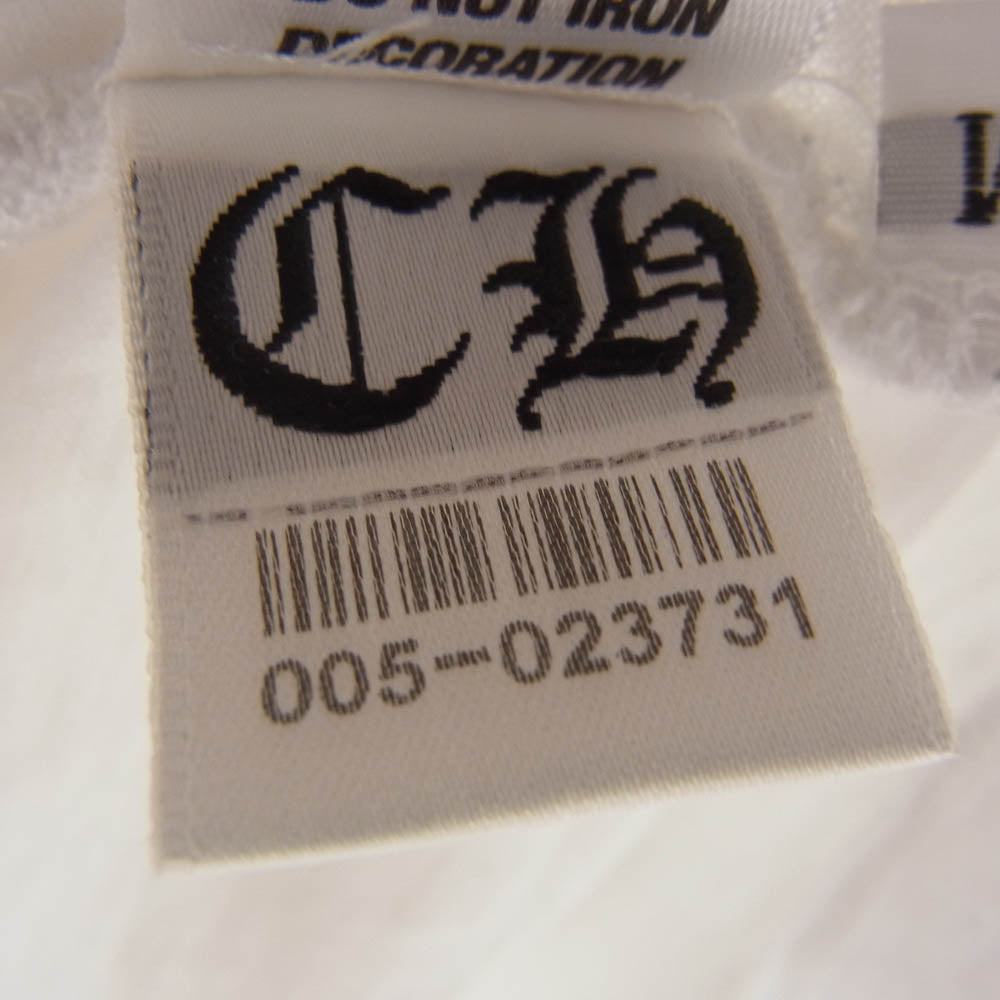 DO NOT IRON
DECORATION
CH
005-023731